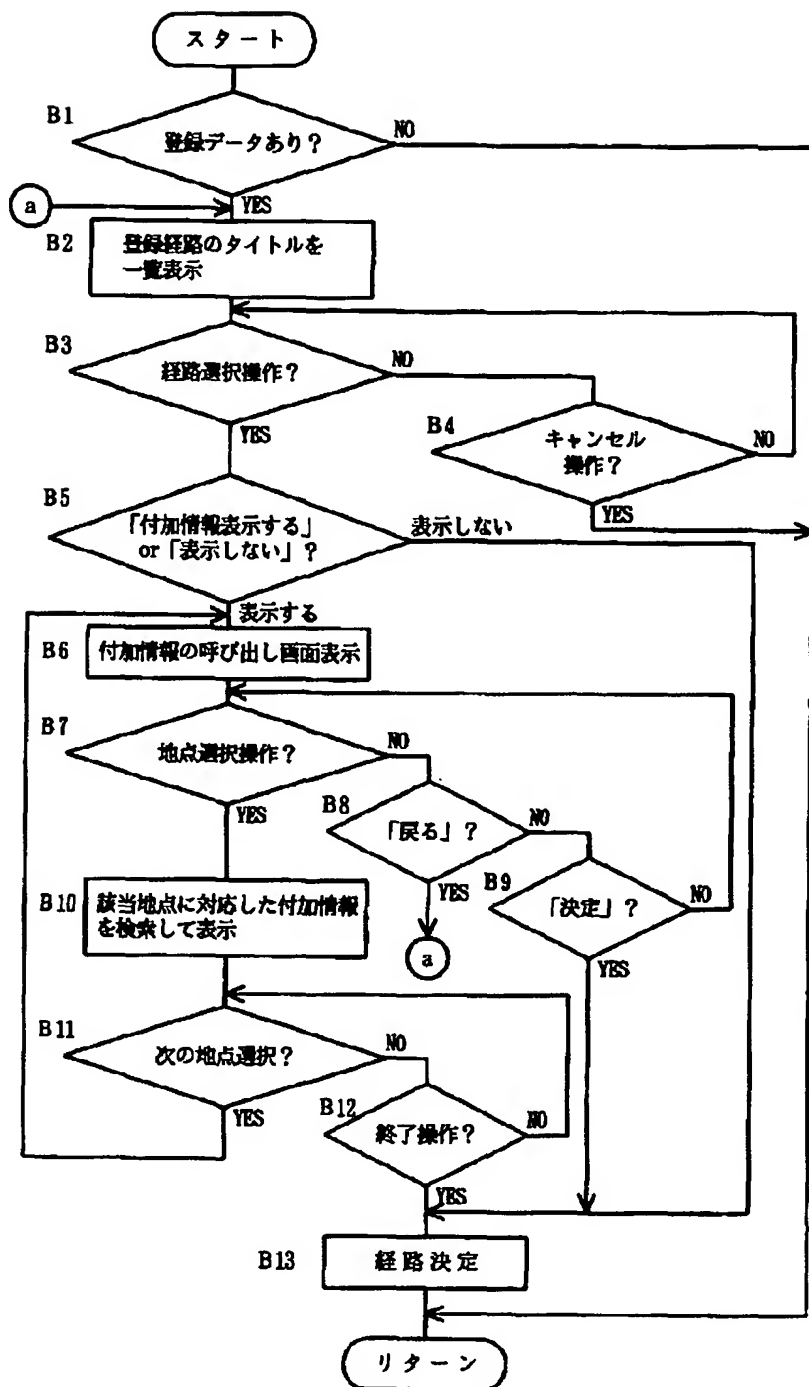 スタート
B1
登録データあり？
NO
YES
a
B2
登録経路のタイトルを
一覧表示
B3
経路選択操作？
NO
YES
B4
キャンセル
操作？
NO
YES
B5
「付加情報表示する」
or「表示しない」？
表示しない
表示する
B6
付加情報の呼び出し画面表示
B7
地点選択操作？
NO
YES
B8
「戻る」？
NO
YES
a
B9
「決定」？
NO
YES
B10
該当地点に対応した付加情報
を検索して表示
B11
次の地点選択？
NO
YES
B12
終了操作？
NO
YES
B13
経路決定
リターン